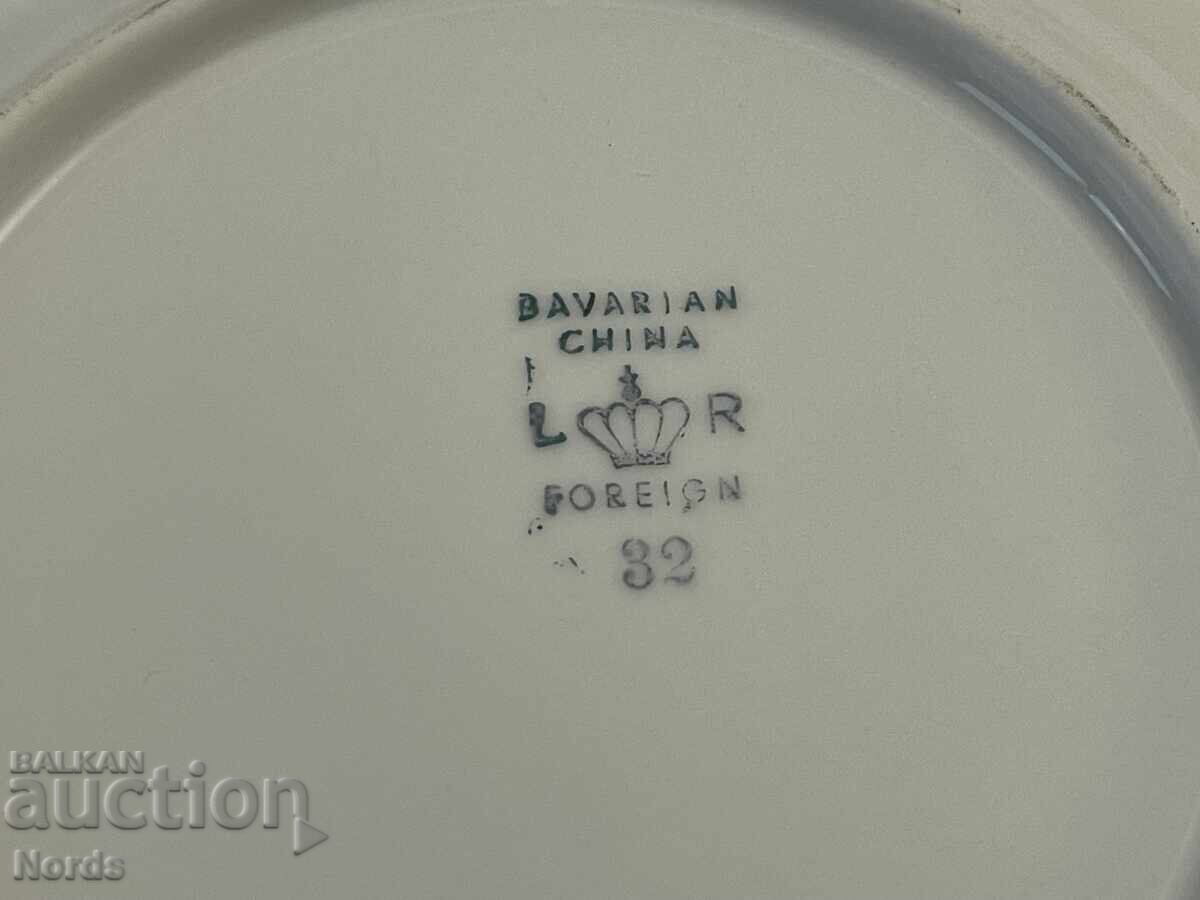 BAVARIAN
CHINA
L R
FOREIGN
32
BALKAN
auction
Nords